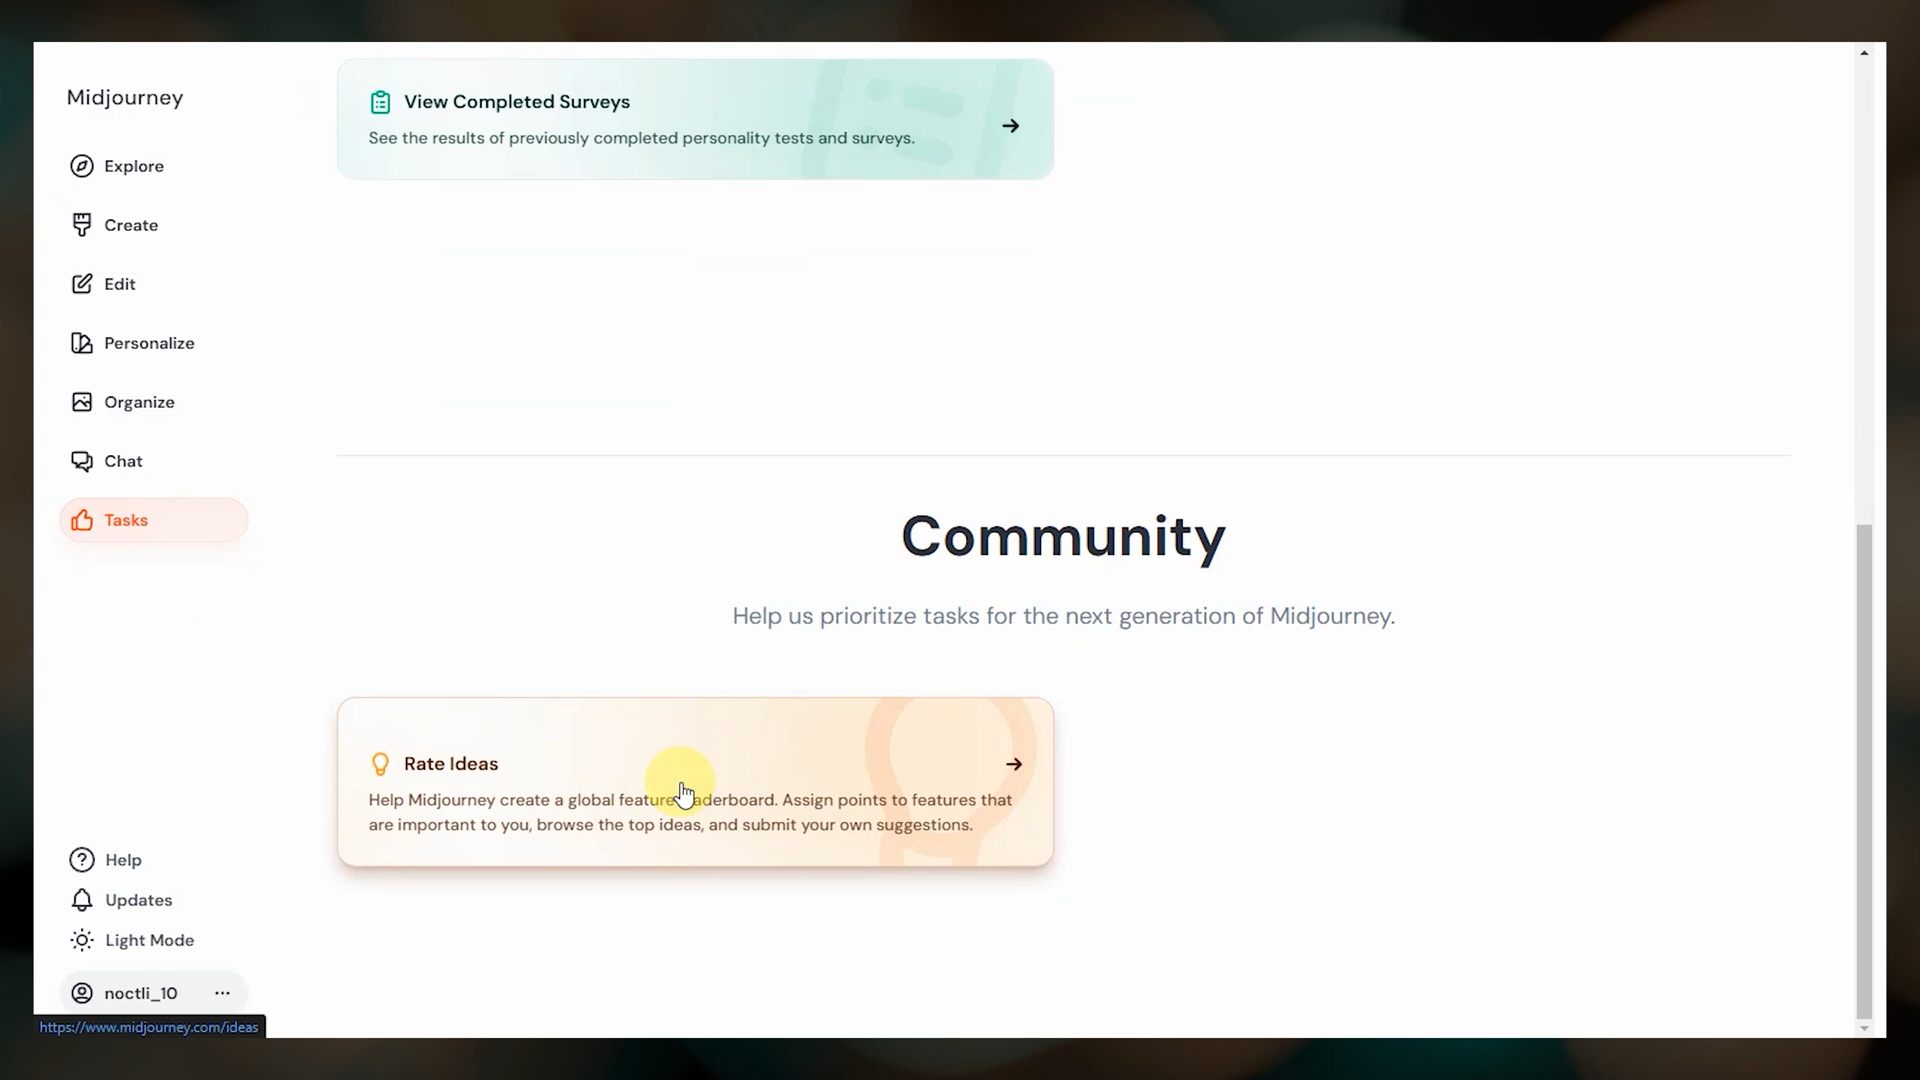 Midjourney
Explore
Create
Edit
Personalize
Organize
Chat
Tasks
Help
Updates
Light Mode
noctli_10
https://www.midjourney.com/ideas
View Completed Surveys
See the results of previously completed personality tests and surveys.
Community
Help us prioritize tasks for the next generation of Midjourney.
Rate Ideas
Help Midjourney create a global feature leaderboard. Assign points to features that
are important to you, browse the top ideas, and submit your own suggestions.